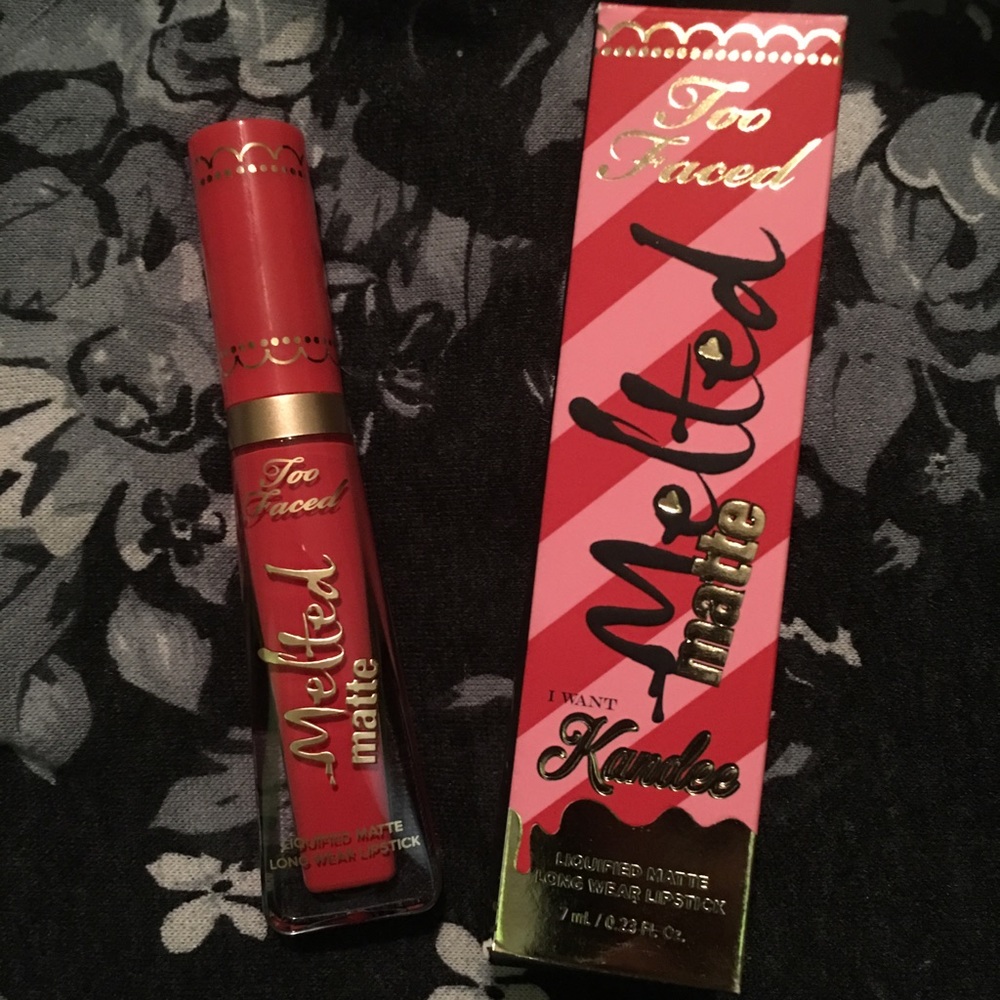 Too
Faced
Melted
matte
LIQUIFIED MATTE
LONG WEAR LIPSTICK
Too
Faced
Melted
matte
I WANT
Kandee
LIQUIFIED MATTE
LONG WEAR LIPSTICK
7 mL / 0.23 Fl. Oz.